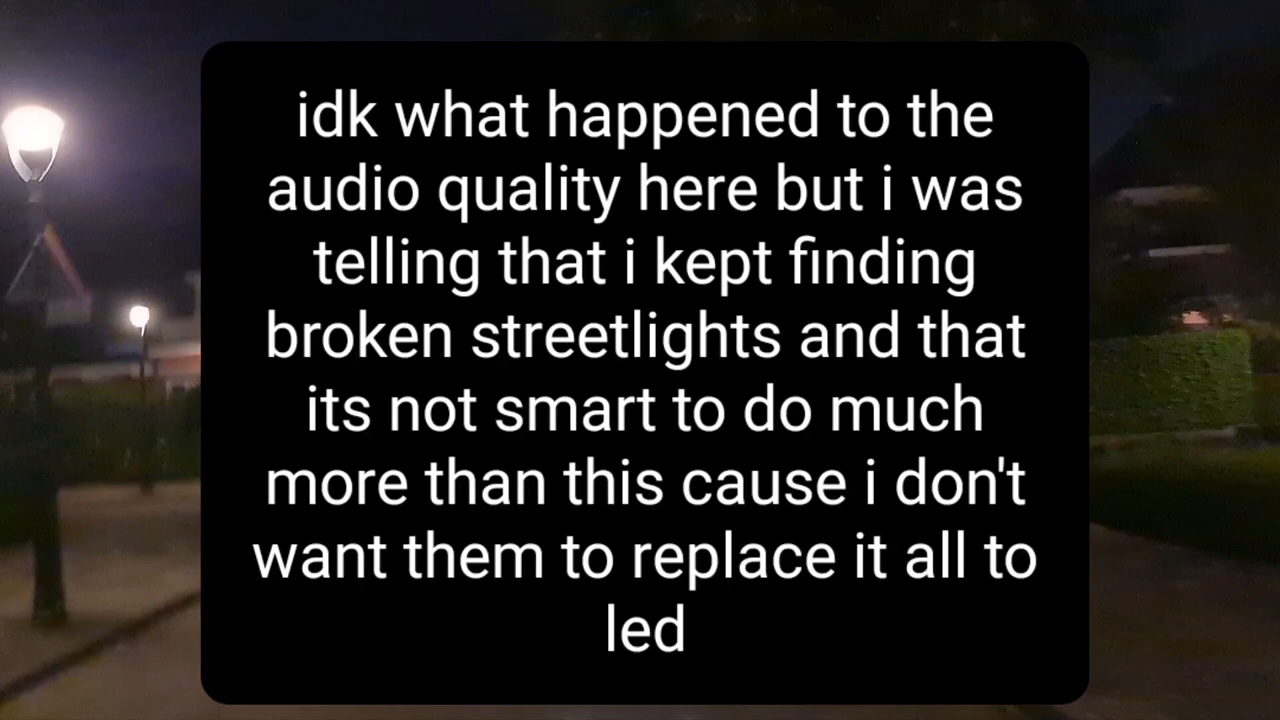 idk what happened to the
audio quality here but i was
telling that i kept finding
broken streetlights and that
its not smart to do much
more than this cause i don't
want them to replace it all to
led